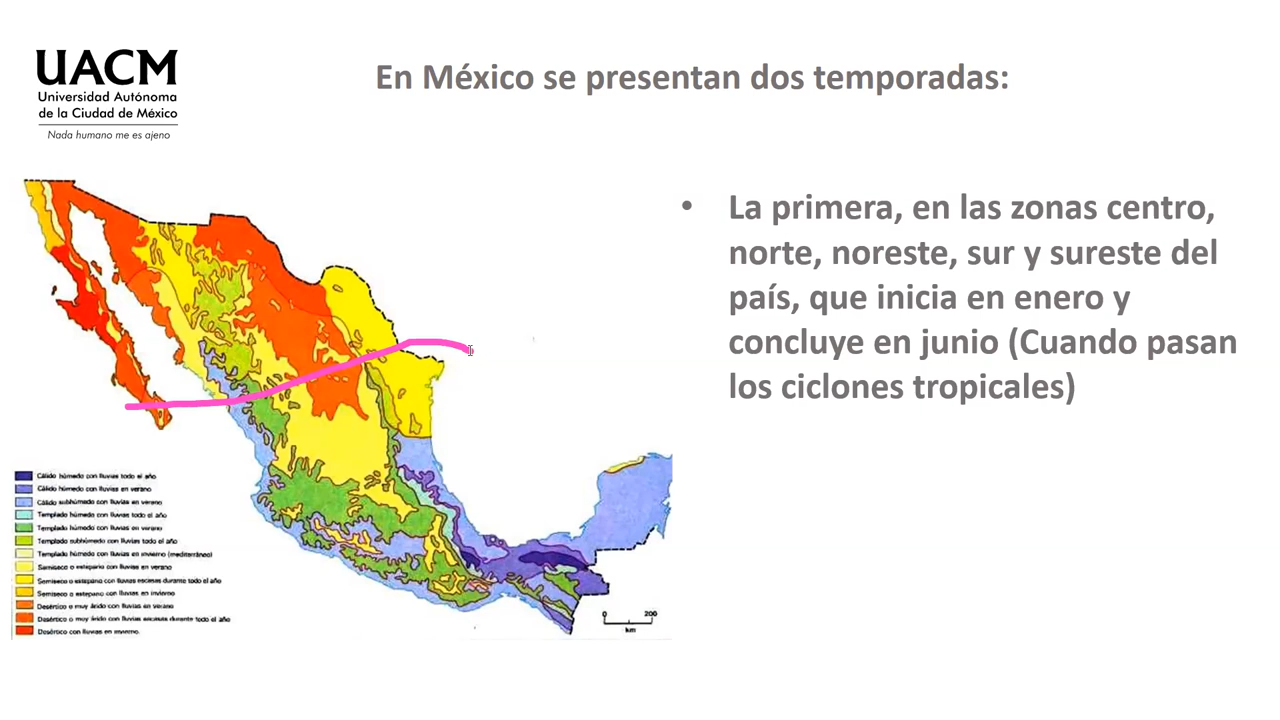 UACM
Universidad Autónoma
de la Ciudad de México
Nada humano me es ajeno
En México se presentan dos temporadas:
• La primera, en las zonas centro,
norte, noreste, sur y sureste del
país, que inicia en enero y
concluye en junio (Cuando pasan
los ciclones tropicales)
Cálido húmedo con lluvias todo el año
Cálido húmedo con lluvias en verano
Cálido subhúmedo con lluvias en verano
Templado húmedo con lluvias todo el año
Templado húmedo con lluvias en verano
Templado subhúmedo con lluvias todo el año
Templado húmedo con lluvias en invierno (mediterráneo)
Semiseco o estepario con lluvias en verano
Semiseco o estepario con lluvias escasas durante todo el año
Semiseco o estepario con lluvias en invierno
Desértico o muy árido con lluvias en verano
Desértico o muy árido con lluvias escasas durante todo el año
Desértico con lluvias en invierno
0 200
km